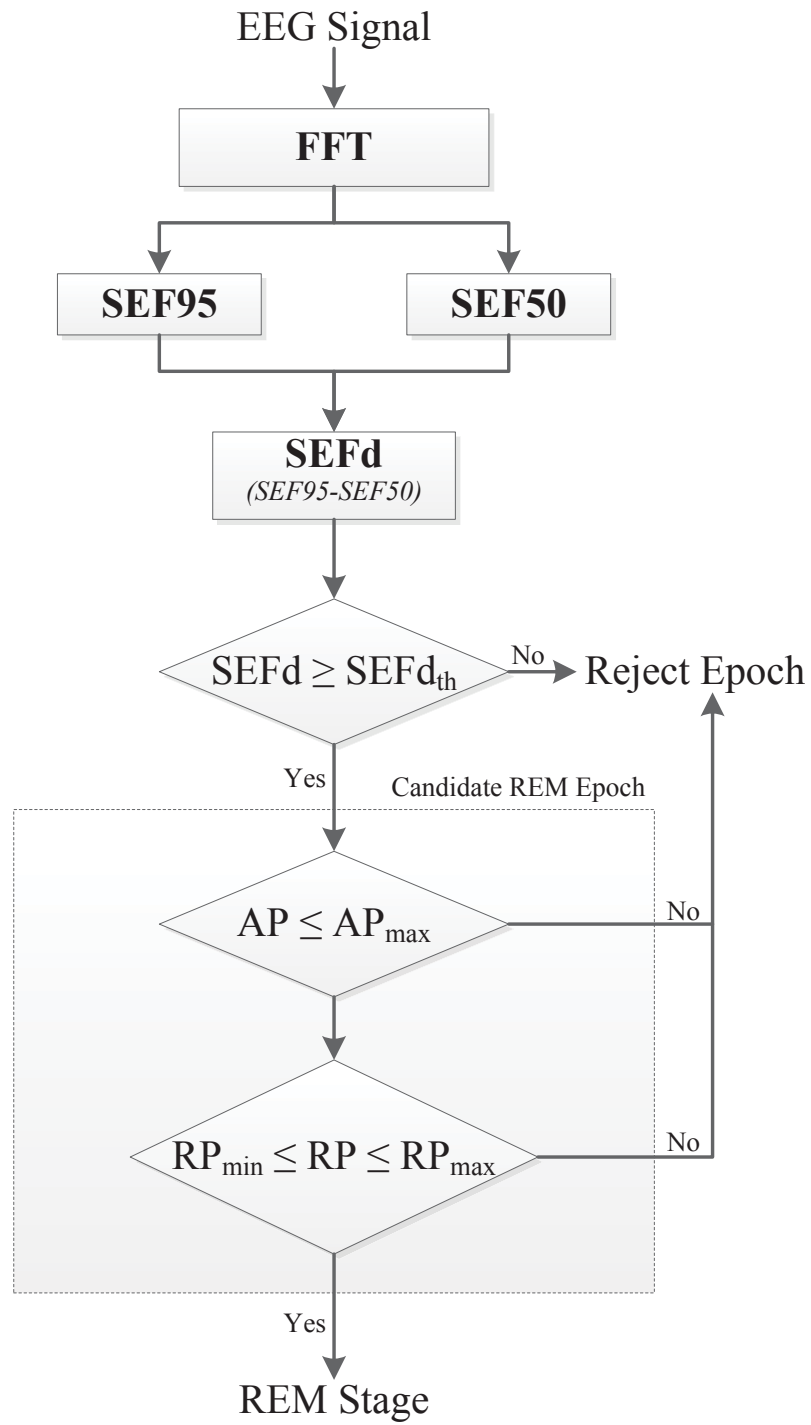 EEG Signal
FFT
SEF95
SEF50
SEFd
(SEF95-SEF50)
SEFd ≥ SEFd_th
No
Reject Epoch
Yes
Candidate REM Epoch
AP ≤ AP_max
No
RP_min ≤ RP ≤ RP_max
No
Yes
REM Stage